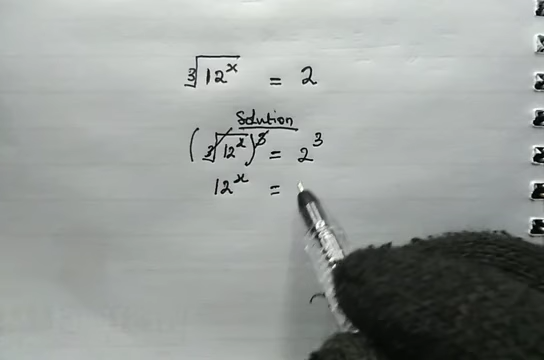 ∛12^x = 2
Solution
(∛12^x)^3 = 2^3
12^x =